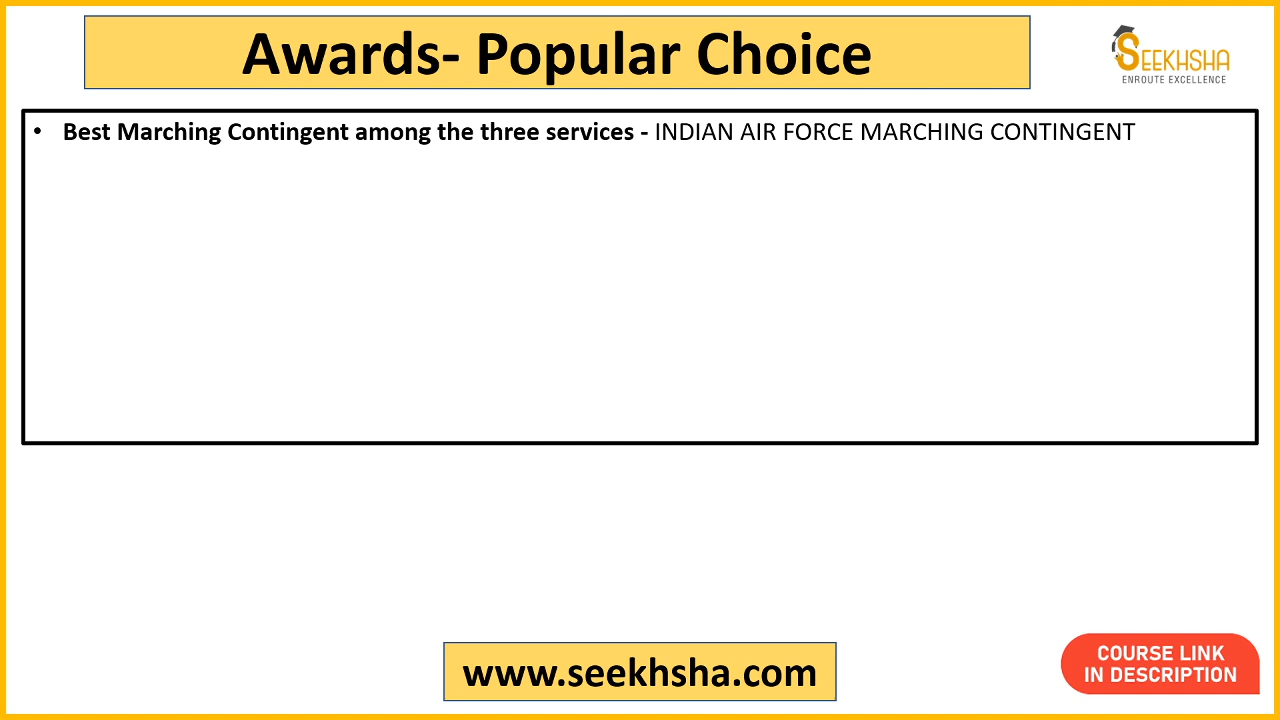 Awards- Popular Choice
SEEKHSHA
ENROUTE EXCELLENCE
• Best Marching Contingent among the three services - INDIAN AIR FORCE MARCHING CONTINGENT
www.seekhsha.com
COURSE LINK
IN DESCRIPTION